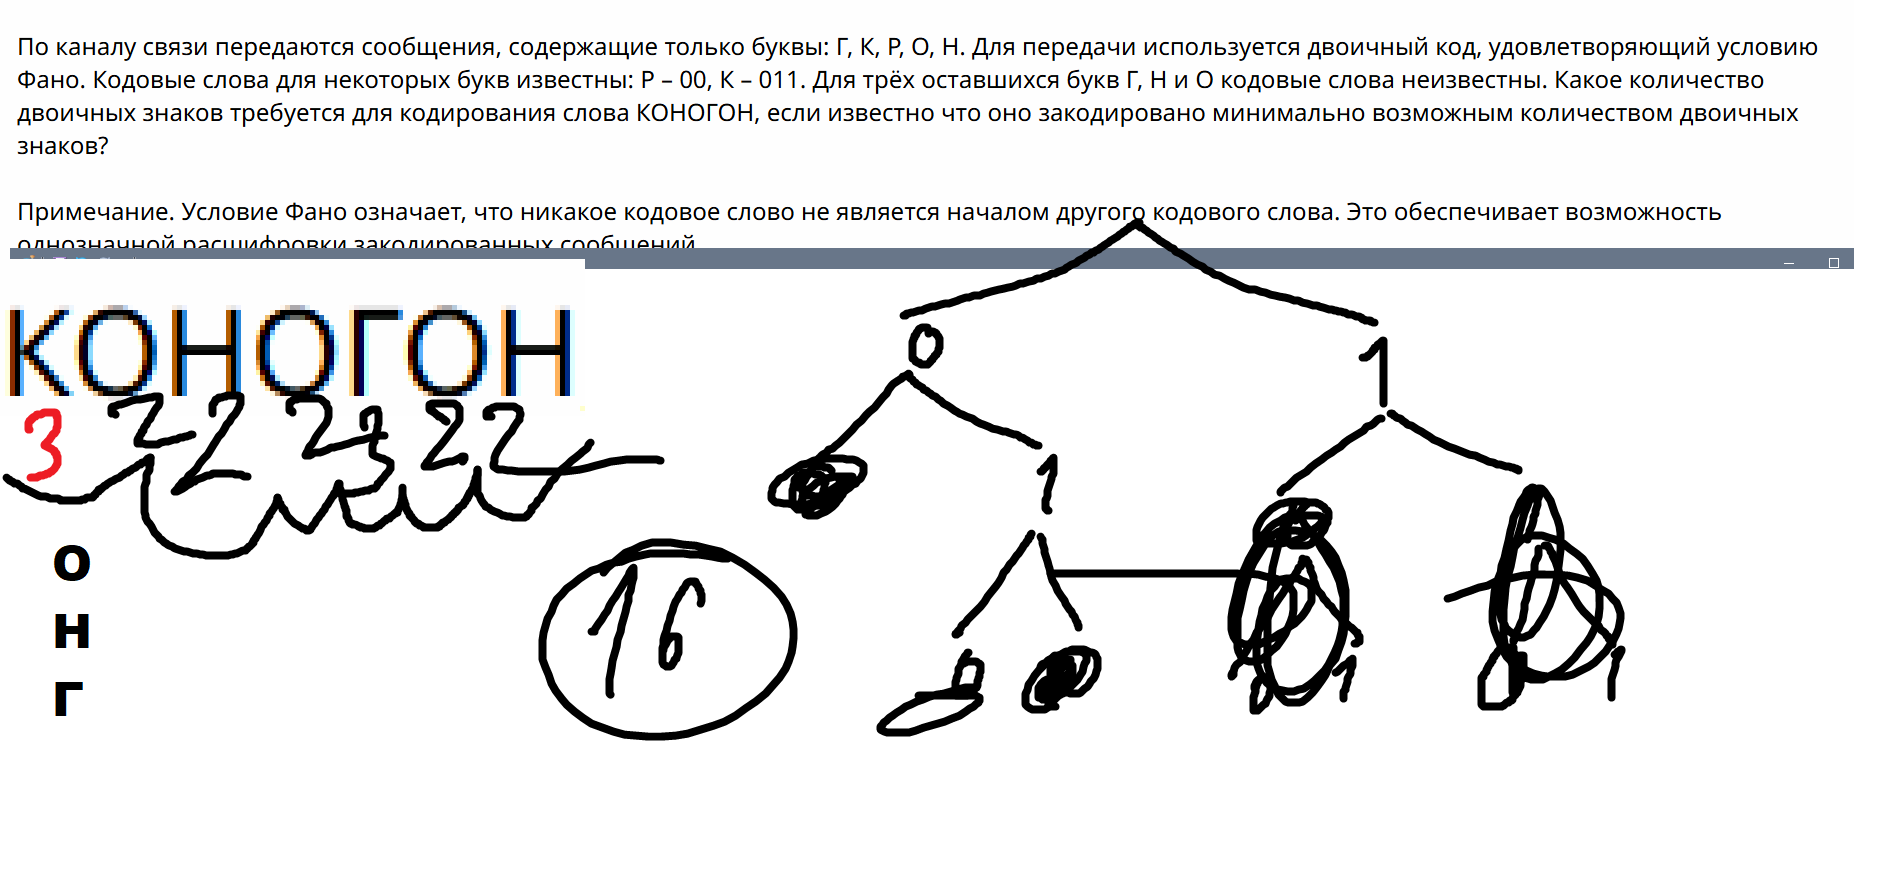 По каналу связи передаются сообщения, содержащие только буквы: Г, К, Р, О, Н. Для передачи используется двоичный код, удовлетворяющий условию
Фано. Кодовые слова для некоторых букв известны: Р – 00, К – 011. Для трёх оставшихся букв Г, Н и О кодовые слова неизвестны. Какое количество
двоичных знаков требуется для кодирования слова КОНОГОН, если известно что оно закодировано минимально возможным количеством двоичных
знаков?
Примечание. Условие Фано означает, что никакое кодовое слово не является началом другого кодового слова. Это обеспечивает возможность
однозначной расшифровки закодированных сообщений
КОНОГОН
3 2 2 2 3 2 2
0 1
1
0
0 1 0 1
О
Н
Г
16